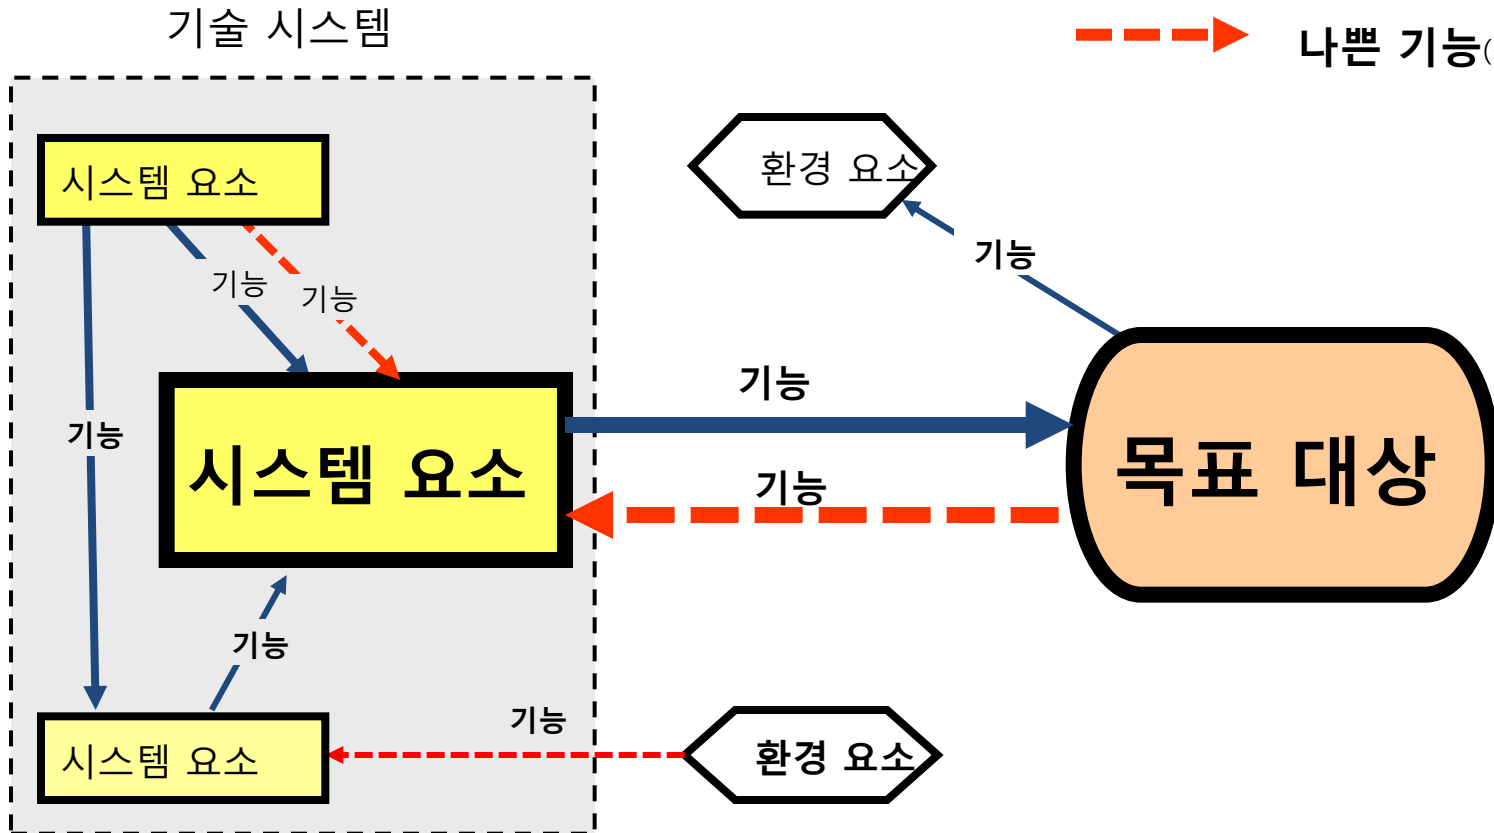 기술 시스템
나쁜 기능(
시스템 요소
환경 요소
기능
기능
기능
기능
기능
시스템 요소
목표 대상
기능
기능
기능
시스템 요소
환경 요소